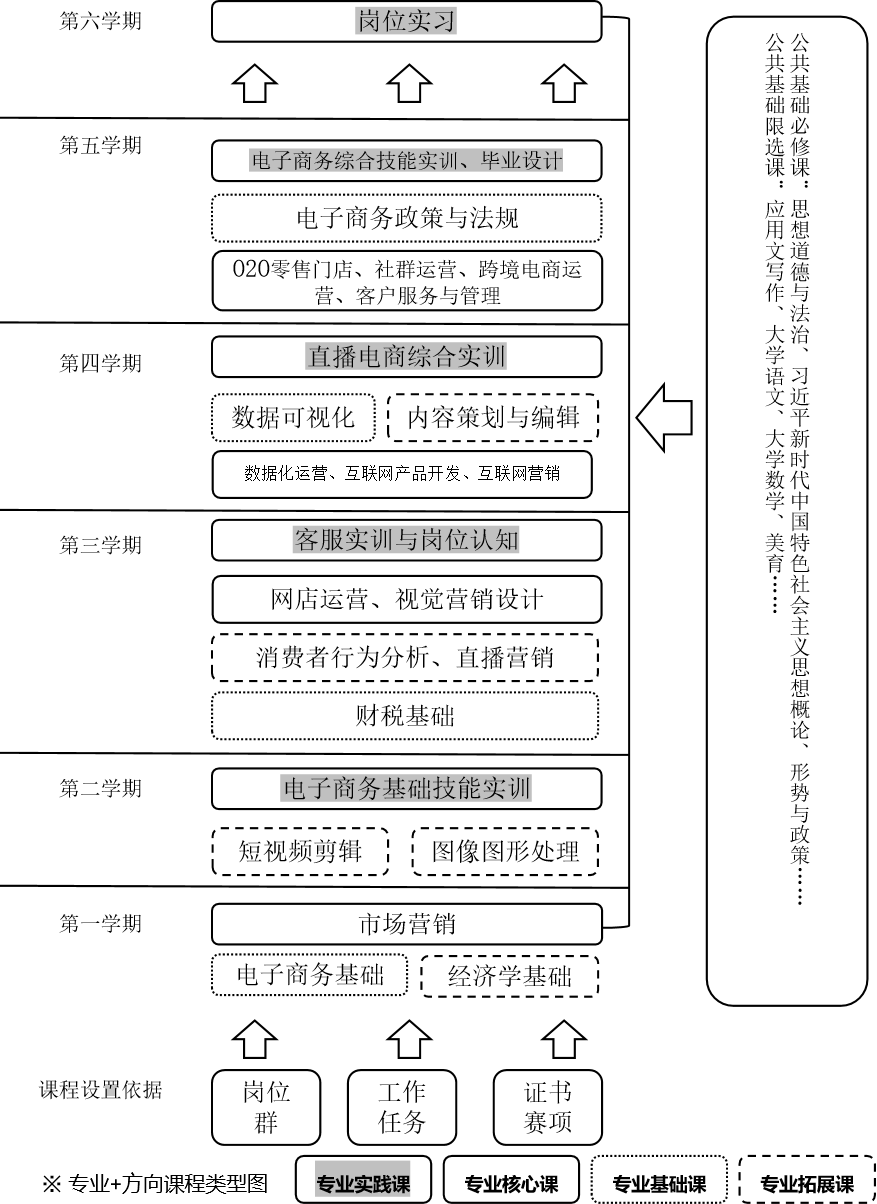 第六学期
岗位实习
第五学期
电子商务综合技能实训、毕业设计
电子商务政策与法规
O2O零售门店、社群运营、跨境电商运
营、客户服务与管理
第四学期
直播电商综合实训
数据可视化
内容策划与编辑
数据化运营、互联网产品开发、互联网营销
第三学期
客服实训与岗位认知
网店运营、视觉营销设计
消费者行为分析、直播营销
财税基础
第二学期
电子商务基础技能实训
短视频剪辑
图像图形处理
第一学期
市场营销
电子商务基础
经济学基础
课程设置依据
岗位
群
工作
任务
证书
赛项
公共基础必修课：思想道德与法治、习近平新时代中国特色社会主义思想概论、形势与政策……
公共基础限选课：应用文写作、大学语文、大学数学、美育……
※ 专业+方向课程类型图
专业实践课
专业核心课
专业基础课
专业拓展课